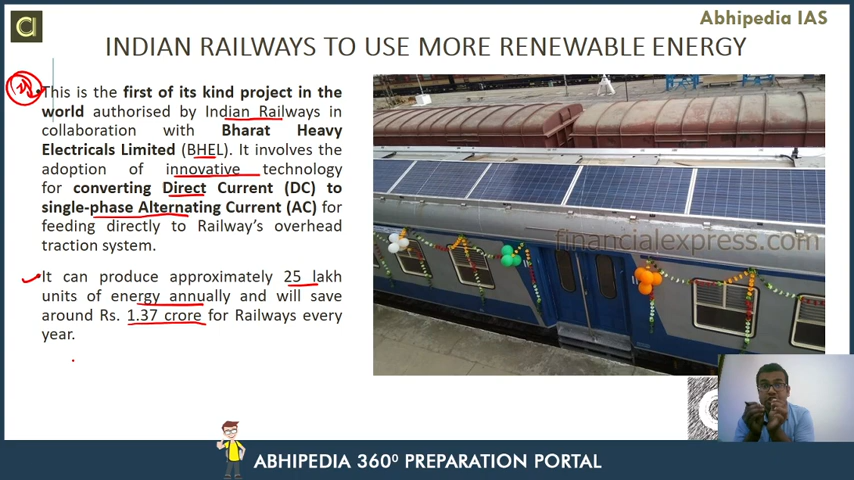 Abhipedia IAS
INDIAN RAILWAYS TO USE MORE RENEWABLE ENERGY
This is the first of its kind project in the
world authorised by Indian Railways in
collaboration with Bharat Heavy
Electricals Limited (BHEL). It involves the
adoption of innovative technology
for converting Direct Current (DC) to
single-phase Alternating Current (AC) for
feeding directly to Railway's overhead
traction system.
It can produce approximately 25 lakh
units of energy annually and will save
around Rs. 1.37 crore for Railways every
year.
financialexpress.com
ABHIPEDIA 360⁰ PREPARATION PORTAL